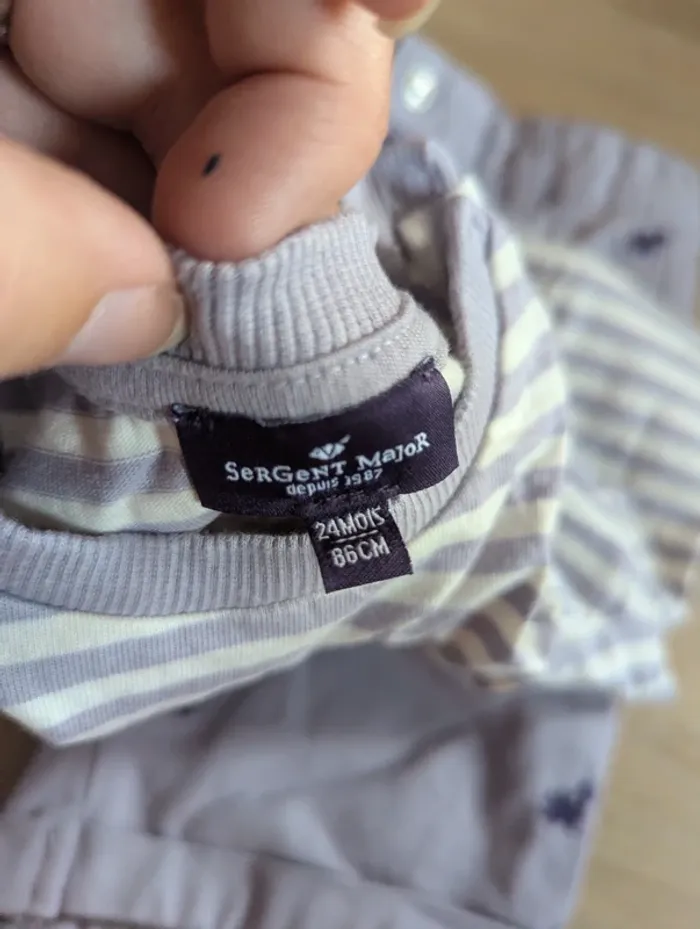 SeRGeNT MaJoR
depuis 1987
24MOIS
86CM